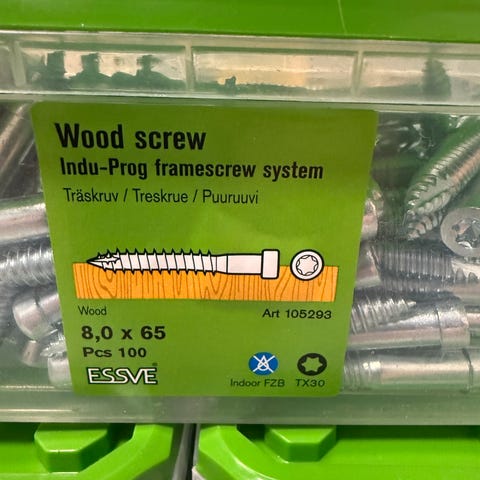 Wood screw
Indu-Prog framescrew system
Träskruv / Treskrue / Puuruuvi
Wood
Art 105293
8,0 x 65
Pcs 100
ESSVE
Indoor FZB TX30